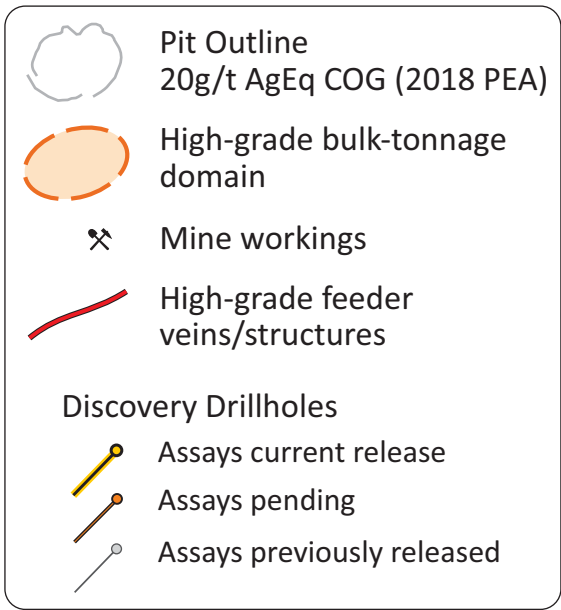 Pit Outline
20g/t AgEq COG (2018 PEA)
High-grade bulk-tonnage
domain
Mine workings
High-grade feeder
veins/structures
Discovery Drillholes
Assays current release
Assays pending
Assays previously released